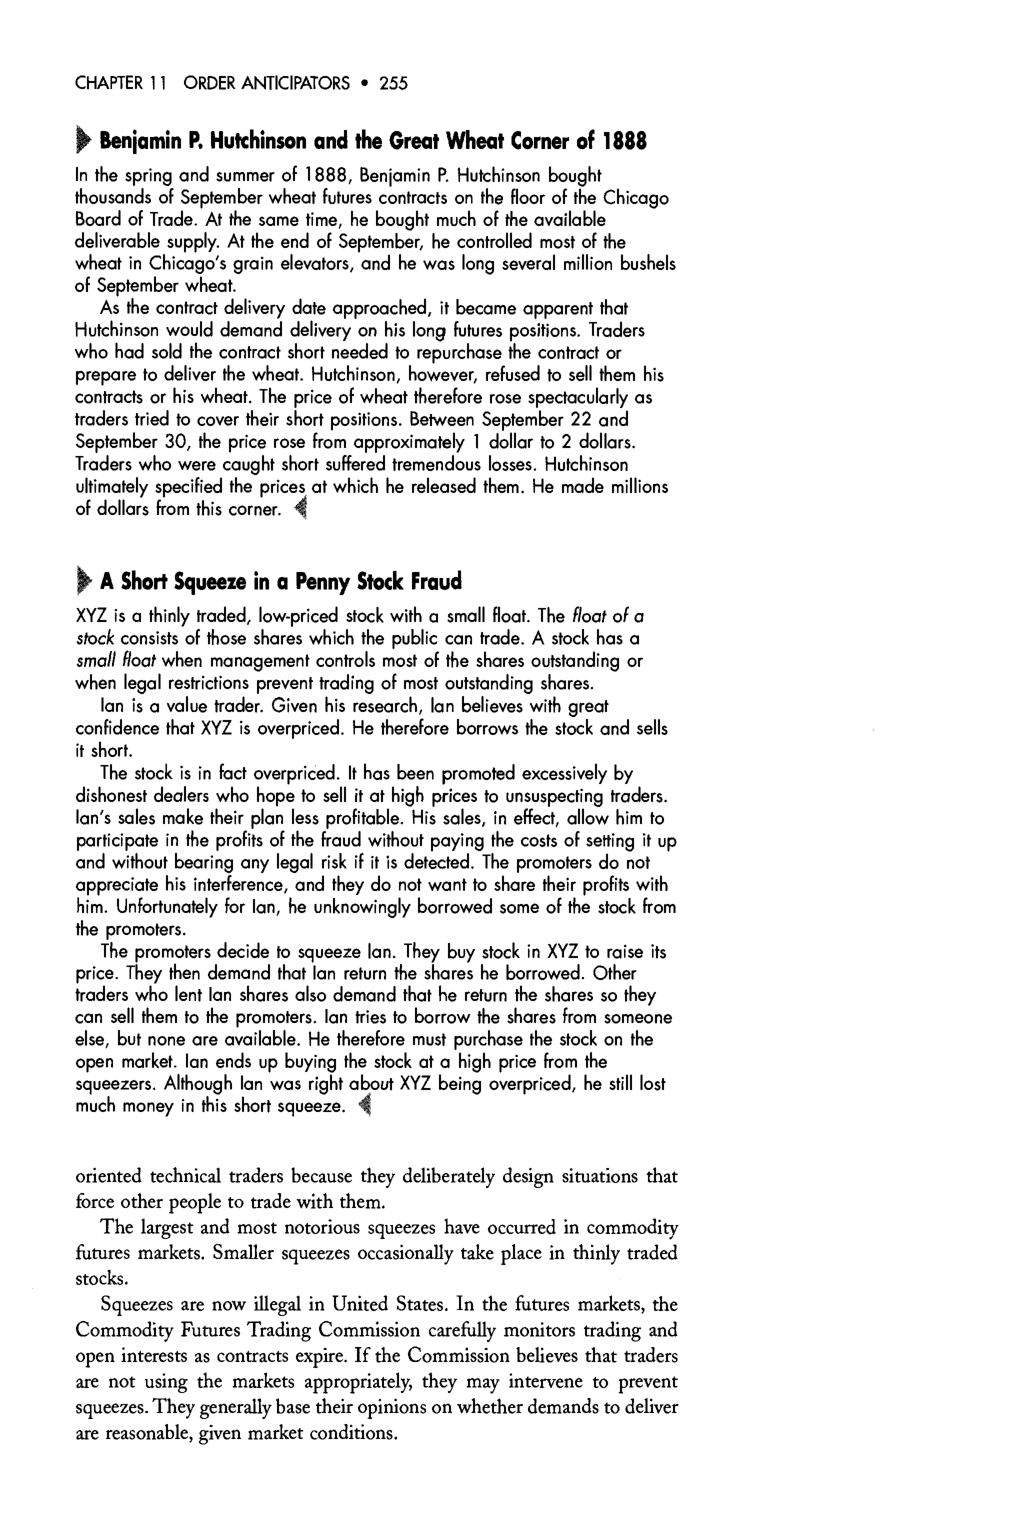 CHAPTER 11 ORDER ANTICIPATORS • 255
Benjamin P. Hutchinson and the Great Wheat Corner of 1888
In the spring and summer of 1888, Benjamin P. Hutchinson bought
thousands of September wheat futures contracts on the floor of the Chicago
Board of Trade. At the same time, he bought much of the available
deliverable supply. At the end of September, he controlled most of the
wheat in Chicago's grain elevators, and he was long several million bushels
of September wheat.
As the contract delivery date approached, it became apparent that
Hutchinson would demand delivery on his long futures positions. Traders
who had sold the contract short needed to repurchase the contract or
prepare to deliver the wheat. Hutchinson, however, refused to sell them his
contracts or his wheat. The price of wheat therefore rose spectacularly as
traders tried to cover their short positions. Between September 22 and
September 30, the price rose from approximately 1 dollar to 2 dollars.
Traders who were caught short suffered tremendous losses. Hutchinson
ultimately specified the prices at which he released them. He made millions
of dollars from this corner.
A Short Squeeze in a Penny Stock Fraud
XYZ is a thinly traded, low-priced stock with a small float. The float of a
stock consists of those shares which the public can trade. A stock has a
small float when management controls most of the shares outstanding or
when legal restrictions prevent trading of most outstanding shares.
Ian is a value trader. Given his research, Ian believes with great
confidence that XYZ is overpriced. He therefore borrows the stock and sells
it short.
The stock is in fact overpriced. It has been promoted excessively by
dishonest dealers who hope to sell it at high prices to unsuspecting traders.
Ian's sales make their plan less profitable. His sales, in effect, allow him to
participate in the profits of the fraud without paying the costs of setting it up
and without bearing any legal risk if it is detected. The promoters do not
appreciate his interference, and they do not want to share their profits with
him. Unfortunately for Ian, he unknowingly borrowed some of the stock from
the promoters.
The promoters decide to squeeze Ian. They buy stock in XYZ to raise its
price. They then demand that Ian return the shares he borrowed. Other
traders who lent Ian shares also demand that he return the shares so they
can sell them to the promoters. Ian tries to borrow the shares from someone
else, but none are available. He therefore must purchase the stock on the
open market. Ian ends up buying the stock at a high price from the
squeezers. Although Ian was right about XYZ being overpriced, he still lost
much money in this short squeeze.
oriented technical traders because they deliberately design situations that
force other people to trade with them.
The largest and most notorious squeezes have occurred in commodity
futures markets. Smaller squeezes occasionally take place in thinly traded
stocks.
Squeezes are now illegal in United States. In the futures markets, the
Commodity Futures Trading Commission carefully monitors trading and
open interests as contracts expire. If the Commission believes that traders
are not using the markets appropriately, they may intervene to prevent
squeezes. They generally base their opinions on whether demands to deliver
are reasonable, given market conditions.